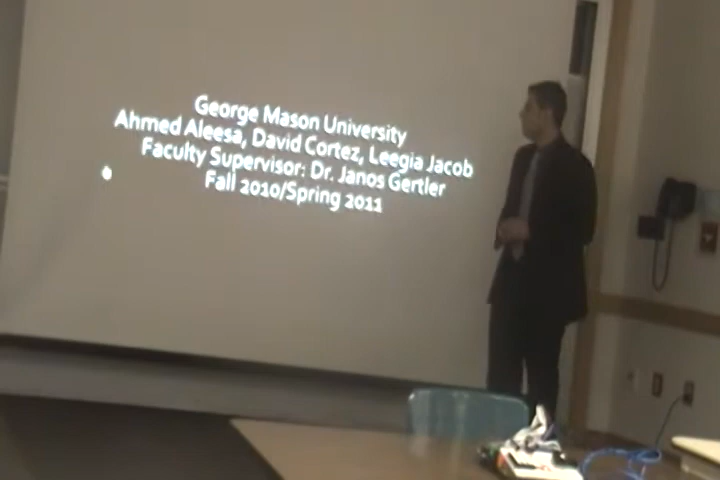 George Mason University
Ahmed Aleesa, David Cortez, Leegia Jacob
Faculty Supervisor: Dr. Janos Gertler
Fall 2010/Spring 2011